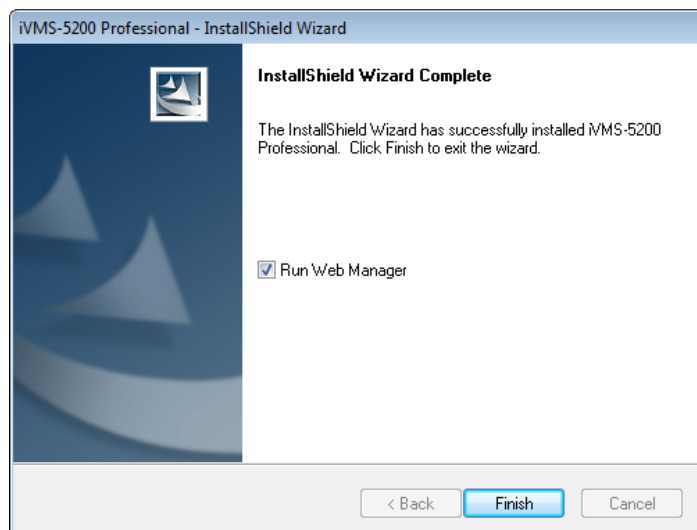 iVMS-5200 Professional - InstallShield Wizard
InstallShield Wizard Complete
The InstallShield Wizard has successfully installed iVMS-5200
Professional. Click Finish to exit the wizard.
Run Web Manager
< Back
Finish
Cancel